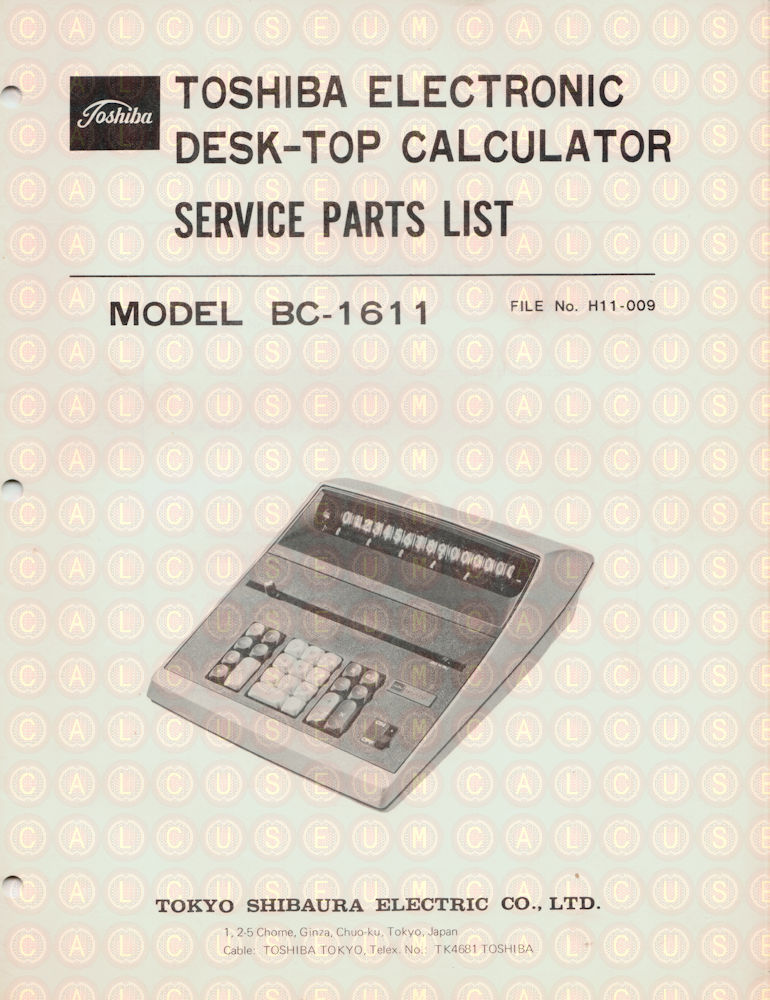 Toshiba
TOSHIBA ELECTRONIC
DESK-TOP CALCULATOR
SERVICE PARTS LIST
MODEL BC-1611
FILE No. H11-009
TOKYO SHIBAURA ELECTRIC CO., LTD.
1, 2-5 Chome, Ginza, Chuo-ku, Tokyo, Japan
Cable: TOSHIBA TOKYO, Telex. No.: TK4681 TOSHIBA
CALCUSEUM